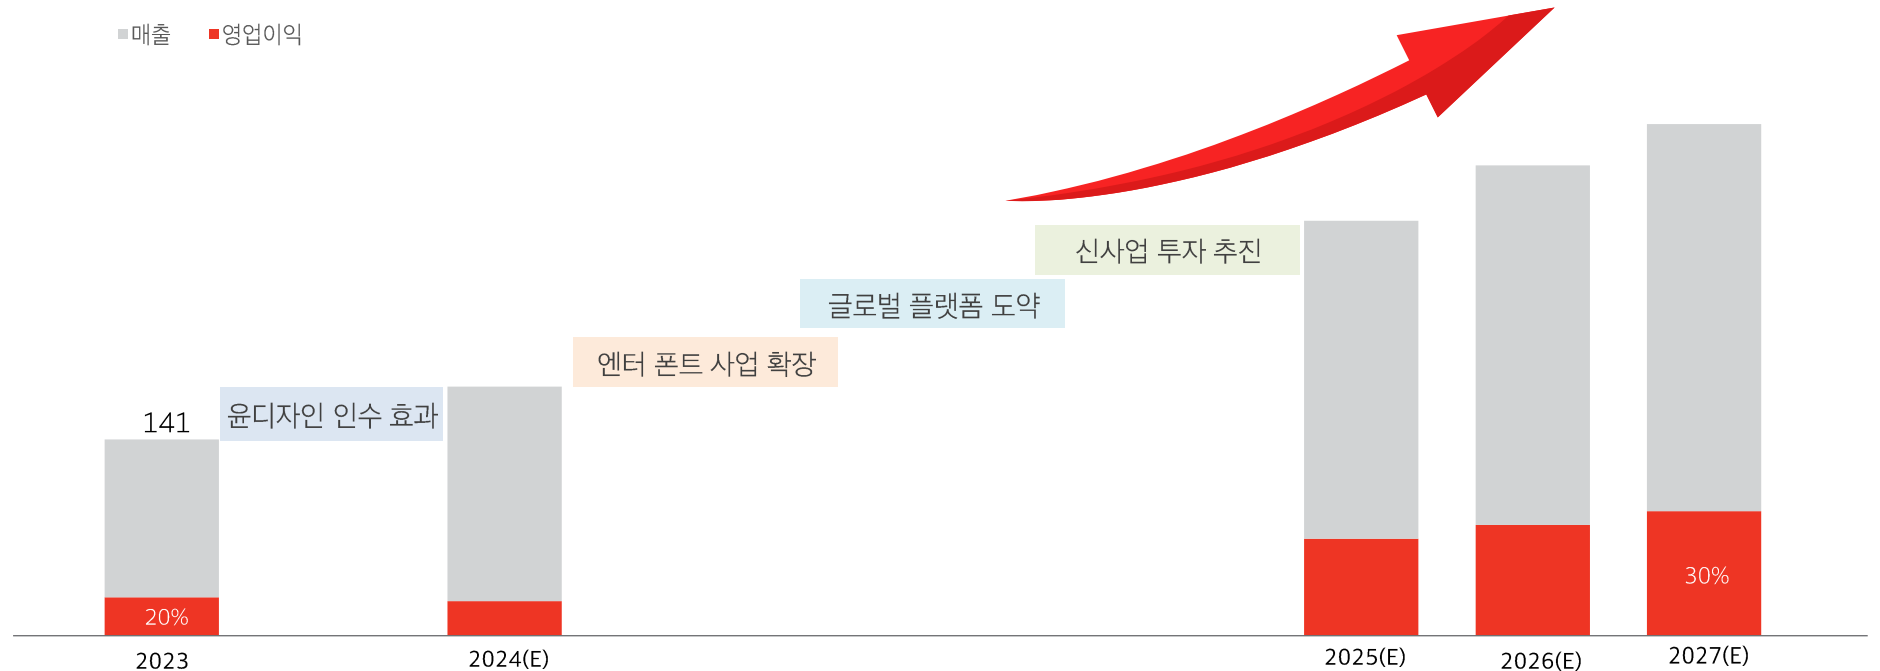 매출 영업이익
신사업 투자 추진
글로벌 플랫폼 도약
엔터 폰트 사업 확장
윤디자인 인수 효과
141
20%
30%
2023 2024(E) 2025(E) 2026(E) 2027(E)